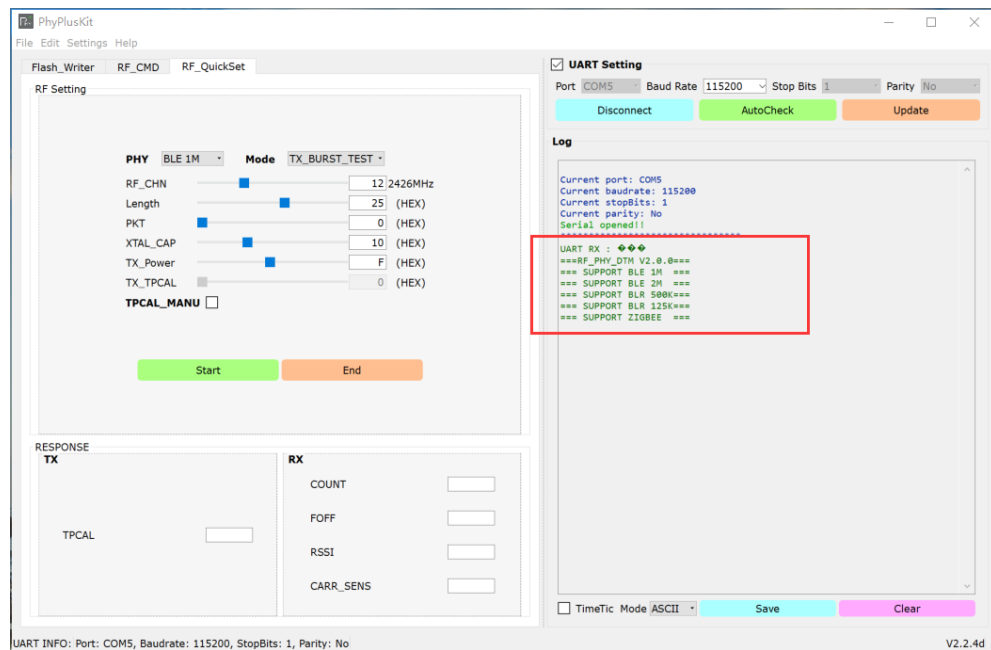 PhyPlusKit
File Edit Settings Help
Flash_Writer RF_CMD RF_QuickSet
RF Setting
PHY BLE 1M Mode TX_BURST_TEST
RF_CHN 12 2426MHz
Length 25 (HEX)
PKT 0 (HEX)
XTAL_CAP 10 (HEX)
TX_Power F (HEX)
TX_TPCAL 0 (HEX)
TPCAL_MANU
Start End
RESPONSE
TX
TPCAL
RX
COUNT
FOFF
RSSI
CARR_SENS
UART Setting
Port COM5 Baud Rate 115200 Stop Bits 1 Parity No
Disconnect AutoCheck Update
Log
Current port: COM5
Current baudrate: 115200
Current stopBits: 1
Current parity: No
Serial opened!!
********************************
UART RX : ���
===RF_PHY_DTM V2.0.0===
=== SUPPORT BLE 1M ===
=== SUPPORT BLE 2M ===
=== SUPPORT BLR 500K===
=== SUPPORT BLR 125K===
=== SUPPORT ZIGBEE ===
TimeTic Mode ASCII Save Clear
UART INFO: Port: COM5, Baudrate: 115200, StopBits: 1, Parity: No
V2.2.4d